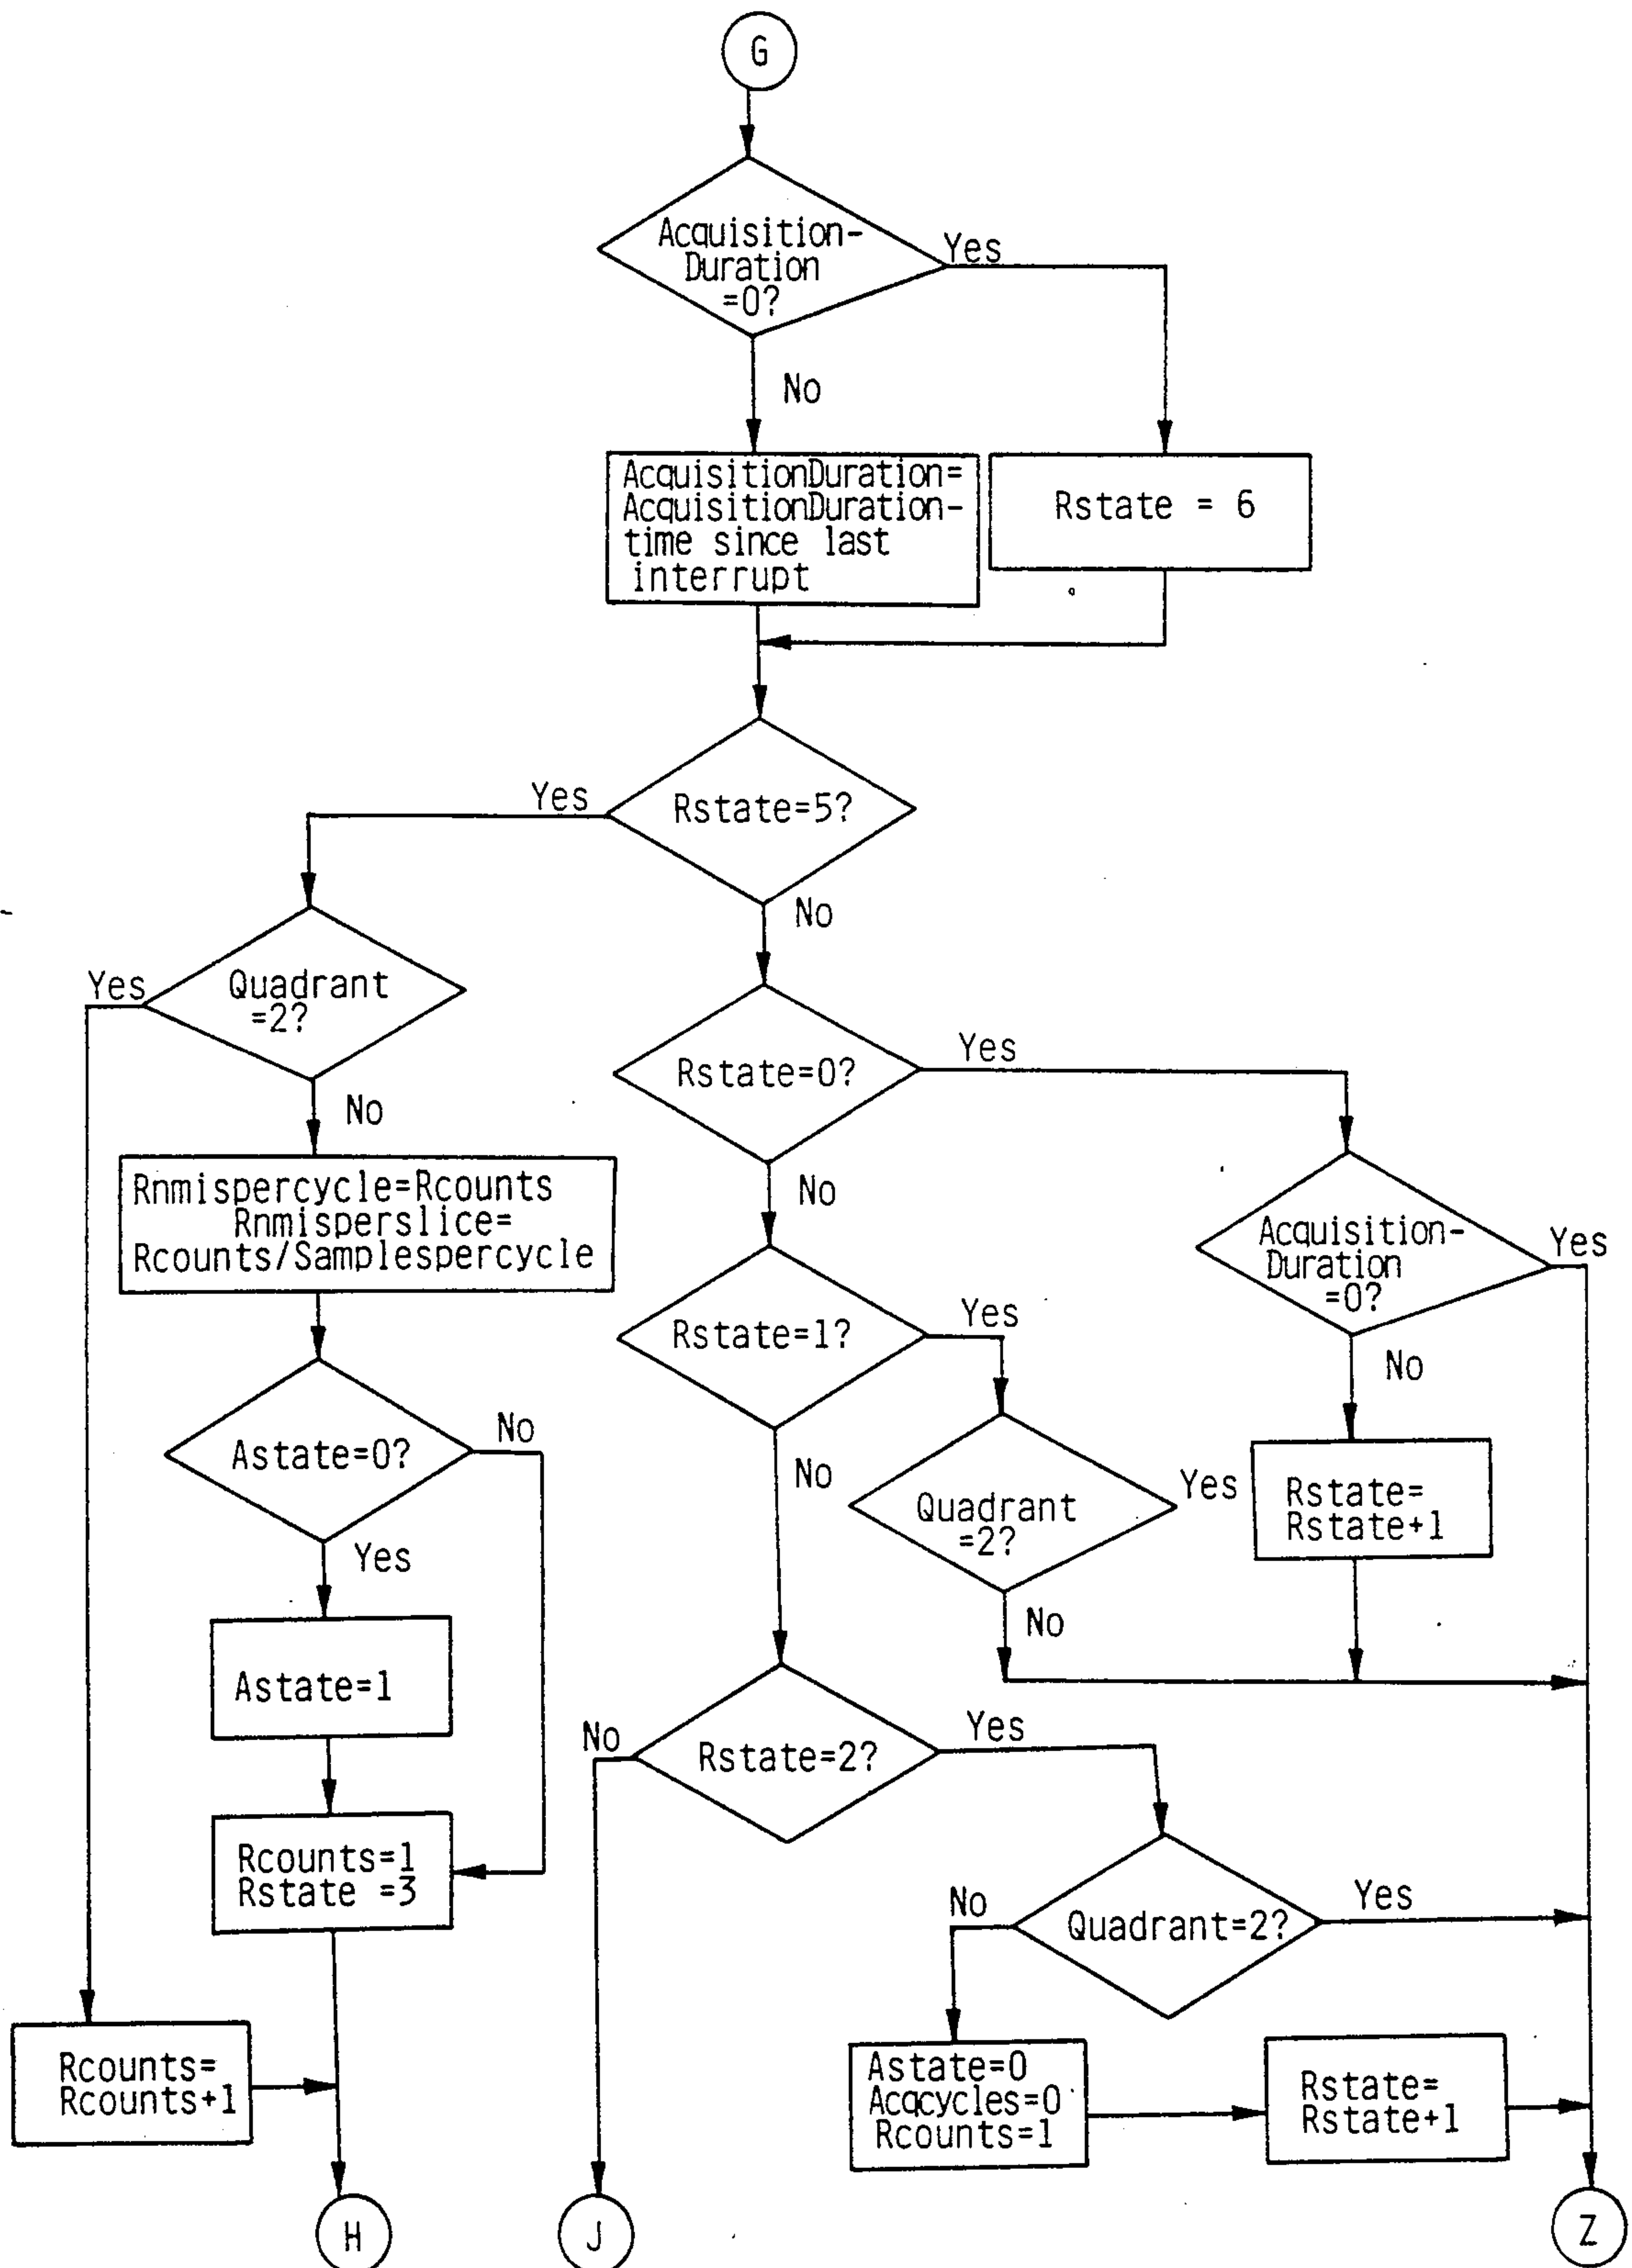 G
Acquisition-
Duration
=0?
Yes
No
AcquisitionDuration=
AcquisitionDuration-
time since last
interrupt
Rstate = 6
Yes
Rstate=5?
No
Yes
Quadrant
=2?
No
Rstate=0?
Yes
No
Rnmispercycle=Rcounts
Rnmisperslice=
Rcounts/Samplespercycle
Acquisition-
Duration
=0?
Yes
No
Rstate=1?
Yes
No
Astate=0?
No
Yes
Quadrant
=2?
Yes
No
Rstate=
Rstate+1
Astate=1
No
Rstate=2?
Yes
Rcounts=1
Rstate =3
No
Quadrant=2?
Yes
Rcounts=
Rcounts+1
Astate=0
Acqcycles=0
Rcounts=1
Rstate=
Rstate+1
H
J
Z